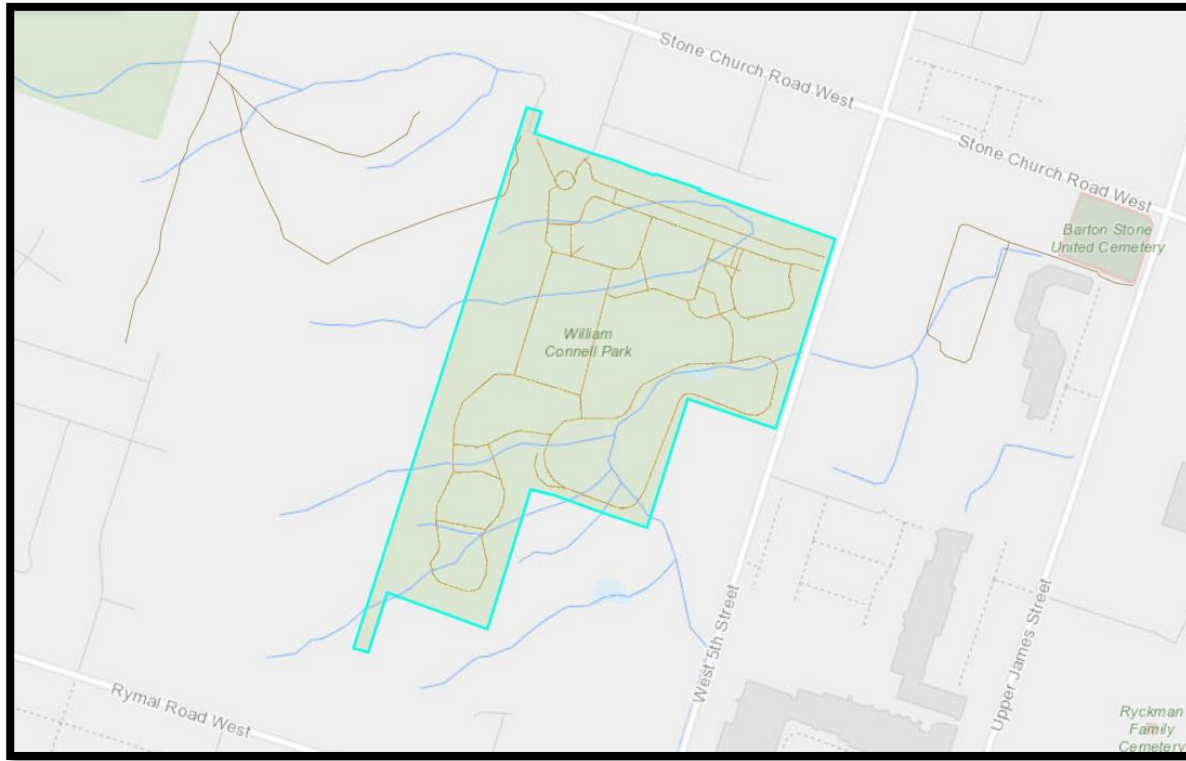 Stone Church Road West
Stone Church Road West
Barton Stone
United Cemetery
William
Connell Park
West 5th Street
Upper James Street
Rymal Road West
Ryckman
Family
Cemetery